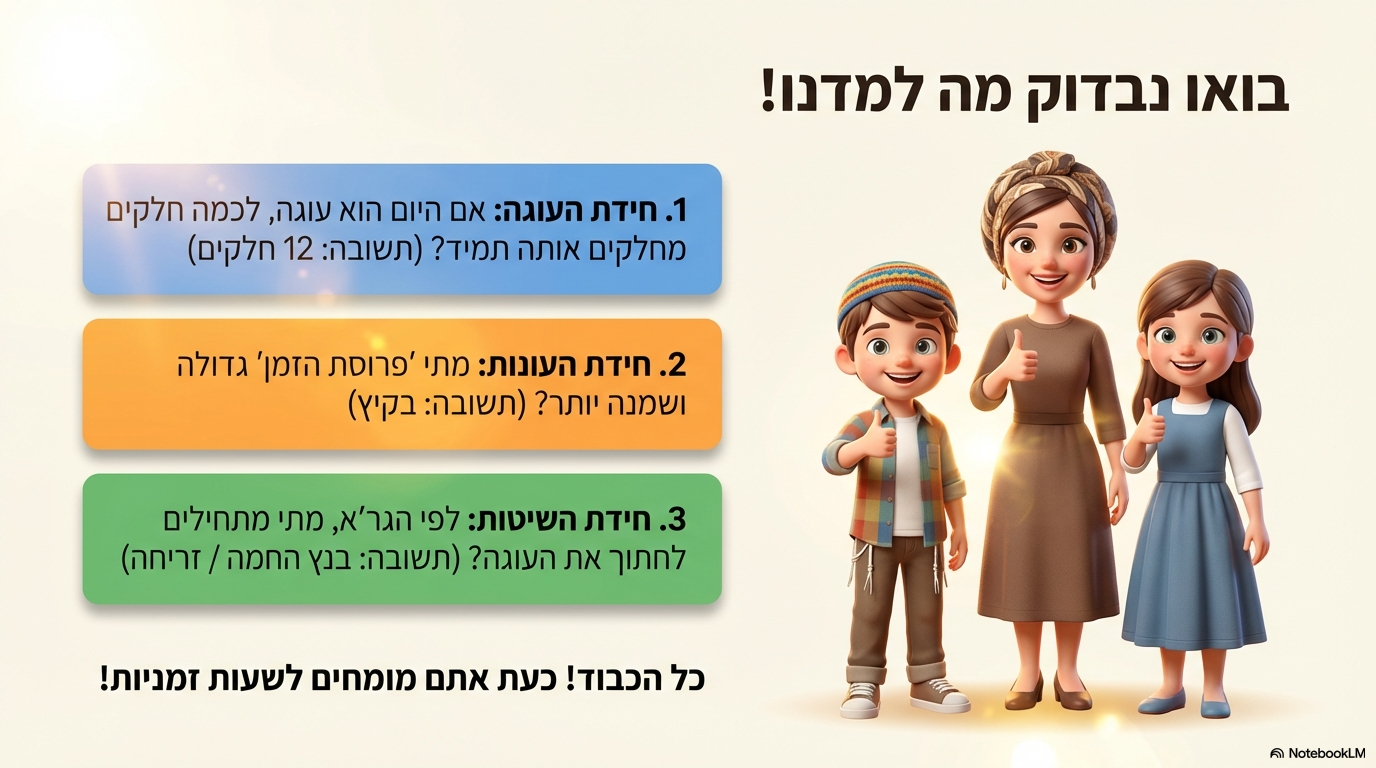 בואו נבדוק מה למדנו!
1. חידת העוגה: אם היום הוא עוגה, לכמה חלקים
מחלקים אותה תמיד? (תשובה: 12 חלקים)
2. חידת העונות: מתי 'פרוסת הזמן' גדולה
ושמנה יותר? (תשובה: בקיץ)
3. חידת השיטות: לפי הגר'א, מתי מתחילים
לחתוך את העוגה? (תשובה: בנץ החמה / זריחה)
כל הכבוד! כעת אתם מומחים לשעות זמניות!
NotebookLM